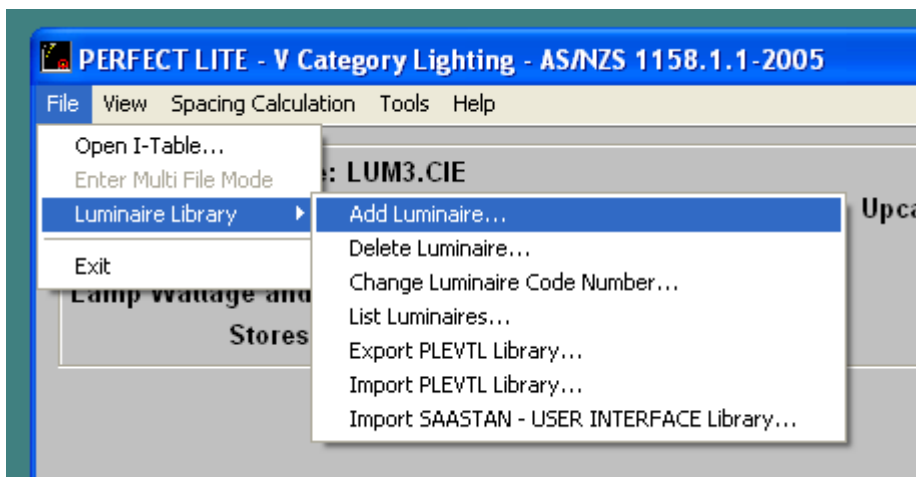 PERFECT LITE - V Category Lighting - AS/NZS 1158.1.1-2005
File View Spacing Calculation Tools Help
Open I-Table...
: LUM3.CIE
Enter Multi File Mode
Luminaire Library
Add Luminaire...
Upca
Delete Luminaire...
Exit
Change Luminaire Code Number...
Lamp Wattage and
List Luminaires...
Stores
Export PLEVTL Library...
Import PLEVTL Library...
Import SAASTAN - USER INTERFACE Library...